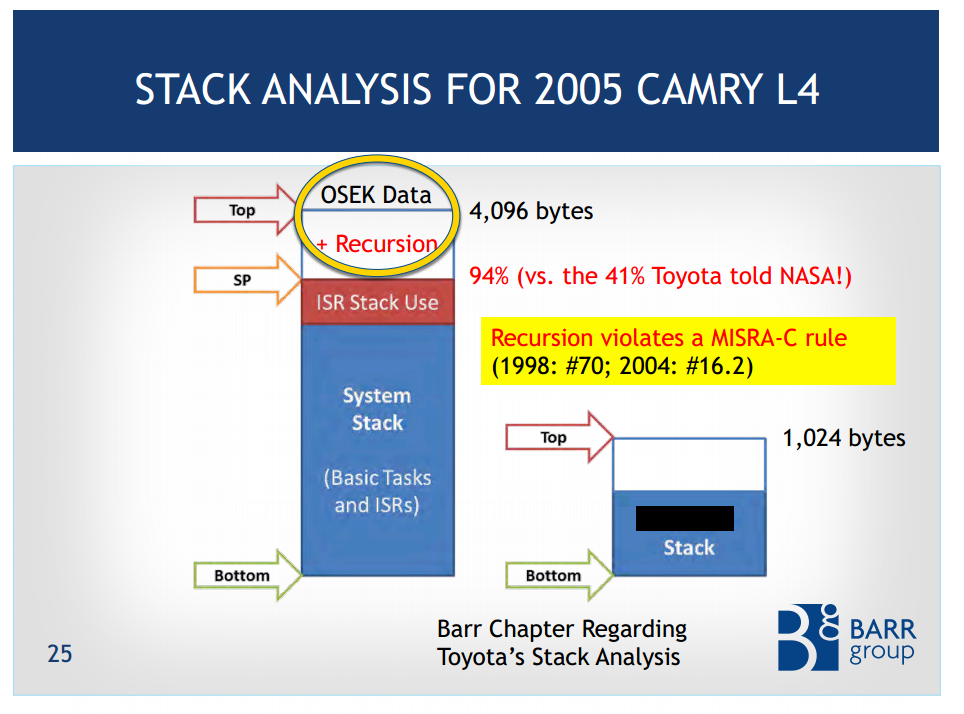 STACK ANALYSIS FOR 2005 CAMRY L4
OSEK Data
Top
4,096 bytes
+ Recursion
SP
94% (vs. the 41% Toyota told NASA!)
ISR Stack Use
Recursion violates a MISRA-C rule
(1998: #70; 2004: #16.2)
System
Stack
(Basic Tasks
and ISRs)
Top
1,024 bytes
Stack
Bottom
Bottom
Barr Chapter Regarding
Toyota's Stack Analysis
25
BARR
group